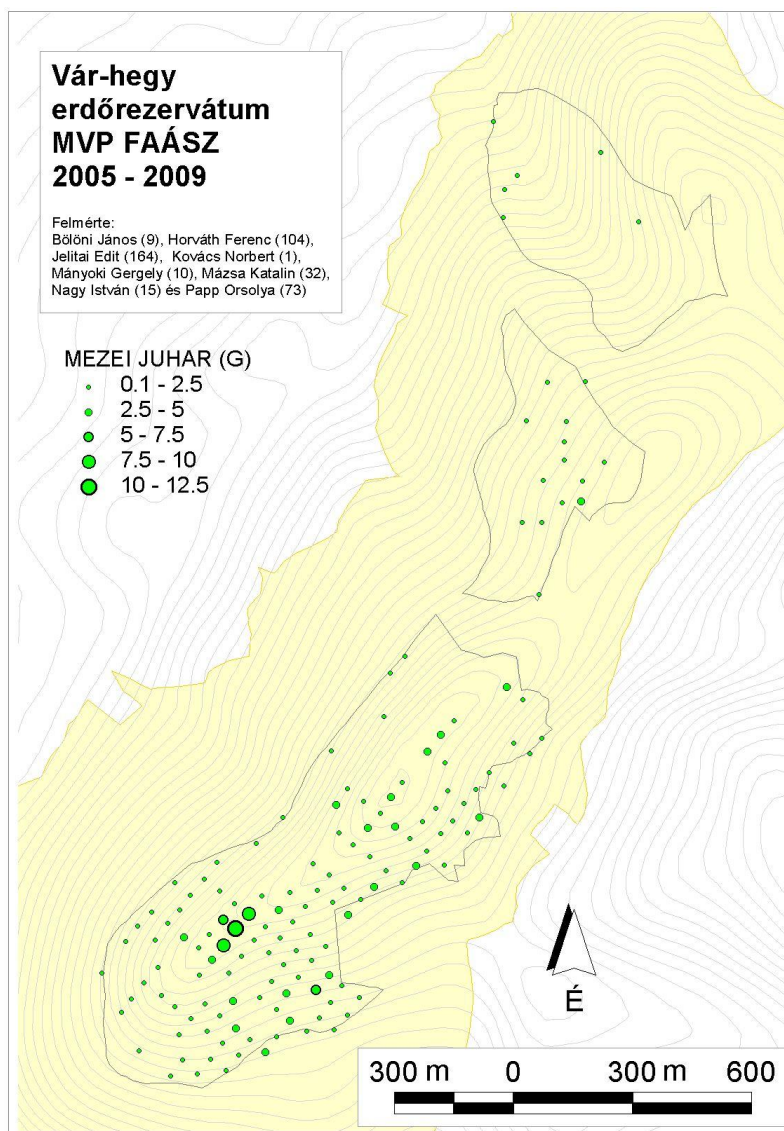 Vár-hegy
erdőrezervátum
MVP FAÁSZ
2005 - 2009
Felmérte:
Bölöni János (9), Horváth Ferenc (104),
Jelitai Edit (164), Kovács Norbert (1),
Mányoki Gergely (10), Mázsa Katalin (32),
Nagy István (15) és Papp Orsolya (73)
MEZEI JUHAR (G)
0.1 - 2.5
2.5 - 5
5 - 7.5
7.5 - 10
10 - 12.5
É
300 m 0 300 m 600